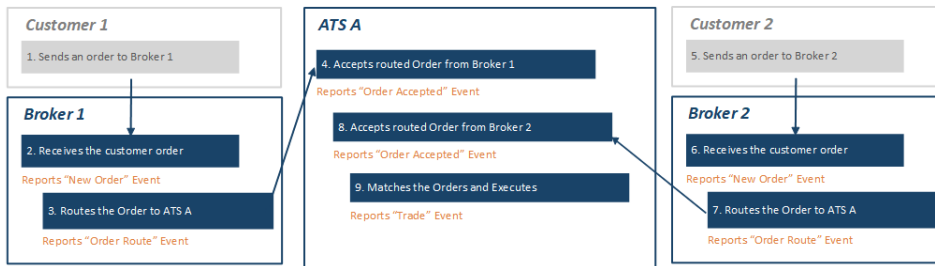 Customer 1
1. Sends an order to Broker 1
Broker 1
2. Receives the customer order
Reports “New Order” Event
3. Routes the Order to ATS A
Reports “Order Route” Event
ATS A
4. Accepts routed Order from Broker 1
Reports “Order Accepted” Event
8. Accepts routed Order from Broker 2
Reports “Order Accepted” Event
9. Matches the Orders and Executes
Reports “Trade” Event
Customer 2
5. Sends an order to Broker 2
Broker 2
6. Receives the customer order
Reports “New Order” Event
7. Routes the Order to ATS A
Reports “Order Route” Event